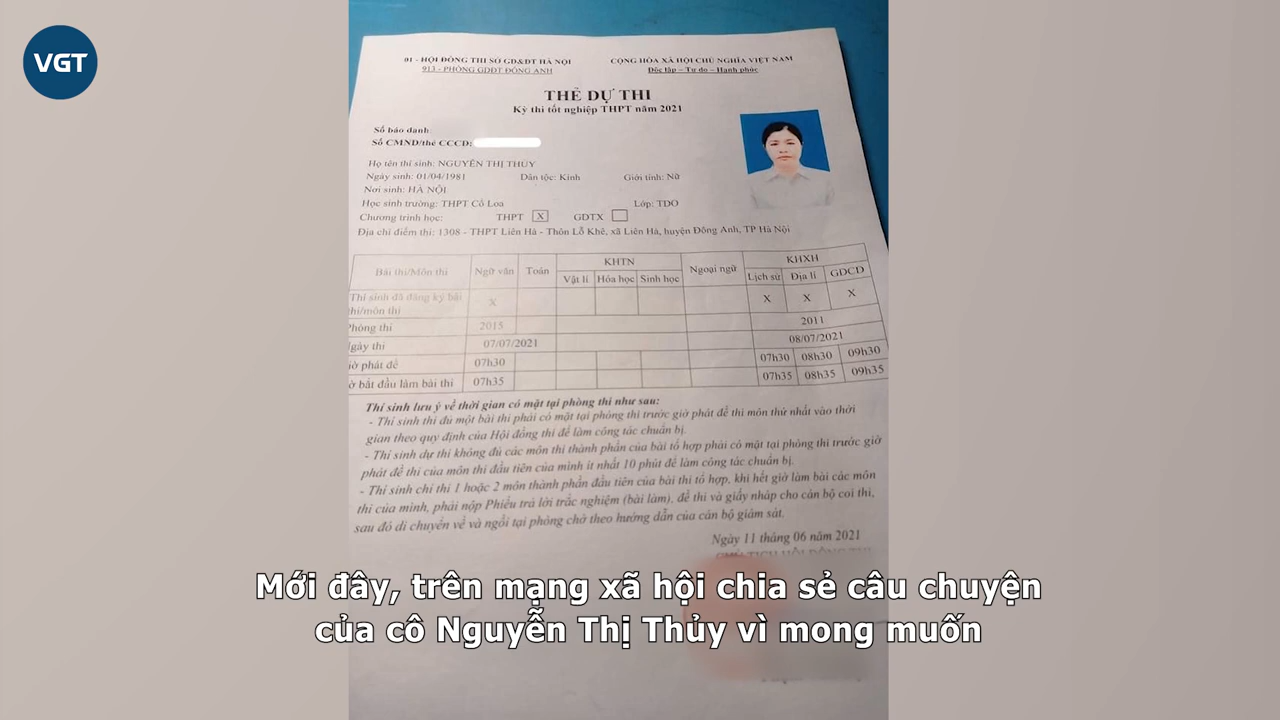 VGT
01 - HỘI ĐỒNG THI SỞ GD&ĐT HÀ NỘI
913 - PHÒNG GDĐT ĐÔNG ANH
CỘNG HÒA XÃ HỘI CHỦ NGHĨA VIỆT NAM
Độc lập – Tự do – Hạnh phúc
THẺ DỰ THI
Kỳ thi tốt nghiệp THPT năm 2021
Số báo danh
Số CMND/thẻ CCCD:
Họ tên thí sinh: NGUYỄN THỊ THỦY
Ngày sinh: 01/04/1981 Dân tộc: Kinh Giới tính: Nữ
Nơi sinh: HÀ NỘI
Học sinh trường: THPT Cổ Loa Lớp: TDO
Chương trình học: THPT X GDTX
Địa chỉ điểm thi: 1308 - THPT Liên Hà - Thôn Lỗ Khê, xã Liên Hà, huyện Đông Anh, TP Hà Nội
Bài thi/Môn thi Ngữ văn Toán KHTN Ngoại ngữ KHXH
Vật lí Hóa học Sinh học Lịch sử Địa lí GDCD
Thí sinh đã đăng ký bài
thi/môn thi X X X X
Phòng thi 2015 2011
Ngày thi 07/07/2021 08/07/2021
Giờ phát đề 07h30 07h30 08h30 09h30
Giờ bắt đầu làm bài thi 07h35 07h35 08h35 09h35
Thí sinh lưu ý về thời gian có mặt tại phòng thi như sau:
- Thí sinh thi đủ một bài thi phải có mặt tại phòng thi trước giờ phát đề thi môn thứ nhất vào thời
gian theo quy định của Hội đồng thi để làm công tác chuẩn bị.
- Thí sinh dự thi không đủ các môn thi thành phần của bài tổ hợp phải có mặt tại phòng thi trước giờ
phát đề thi của môn thi đầu tiên của mình ít nhất 10 phút để làm công tác chuẩn bị.
- Thí sinh chỉ thi 1 hoặc 2 môn thành phần đầu tiên của bài thi tổ hợp, khi hết giờ làm bài các môn
thi của mình, phải nộp Phiếu trả lời trắc nghiệm (bài làm), đề thi và giấy nháp cho cán bộ coi thi,
sau đó di chuyển về và ngồi tại phòng chờ theo hướng dẫn của cán bộ giám sát.
Ngày 11 tháng 06 năm 2021
Mới đây, trên mạng xã hội chia sẻ câu chuyện
của cô Nguyễn Thị Thủy vì mong muốn